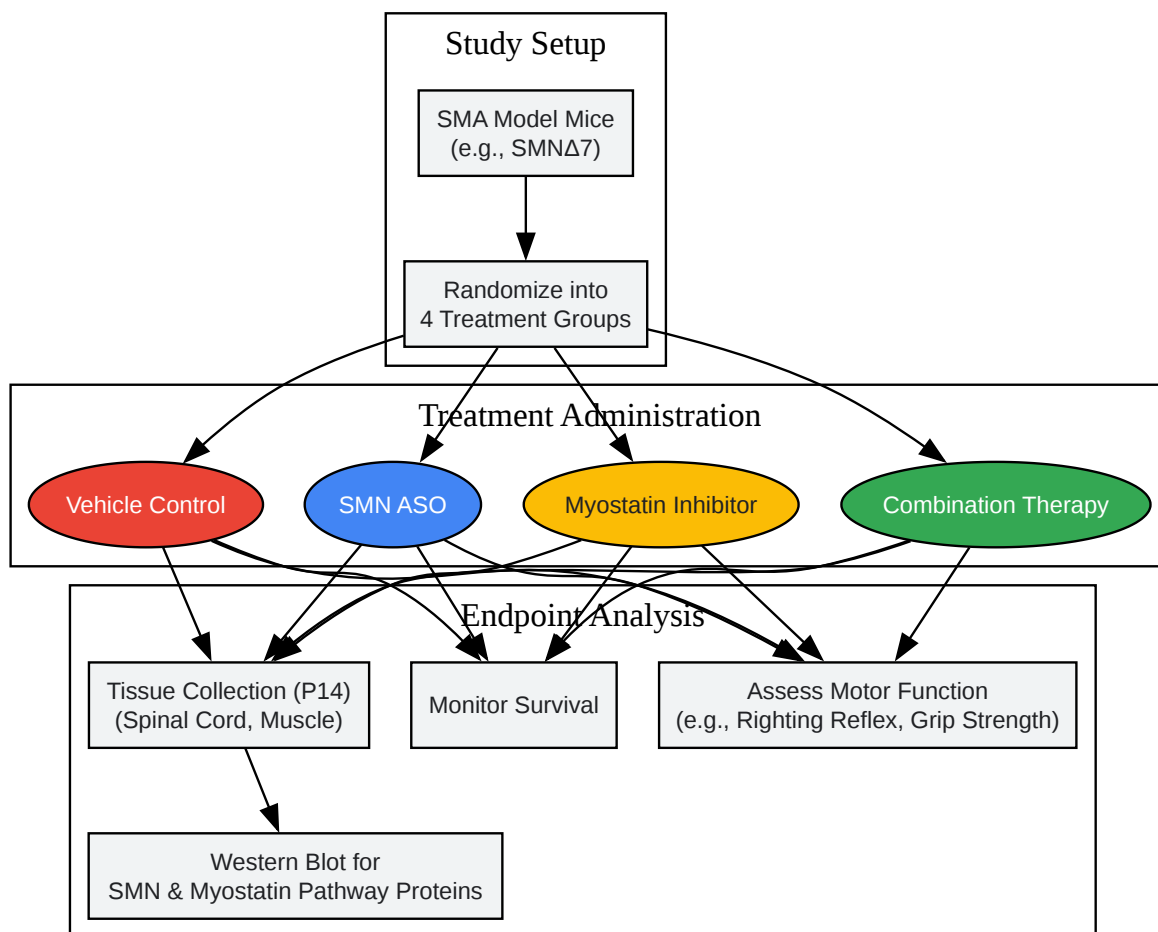 Study Setup
SMA Model Mice
(e.g., SMNΔ7)
Randomize into
4 Treatment Groups
Treatment Administration
Vehicle Control
SMN ASO
Myostatin Inhibitor
Combination Therapy
Endpoint Analysis
Tissue Collection (P14)
(Spinal Cord, Muscle)
Monitor Survival
Assess Motor Function
(e.g., Righting Reflex, Grip Strength)
Western Blot for
SMN & Myostatin Pathway Proteins